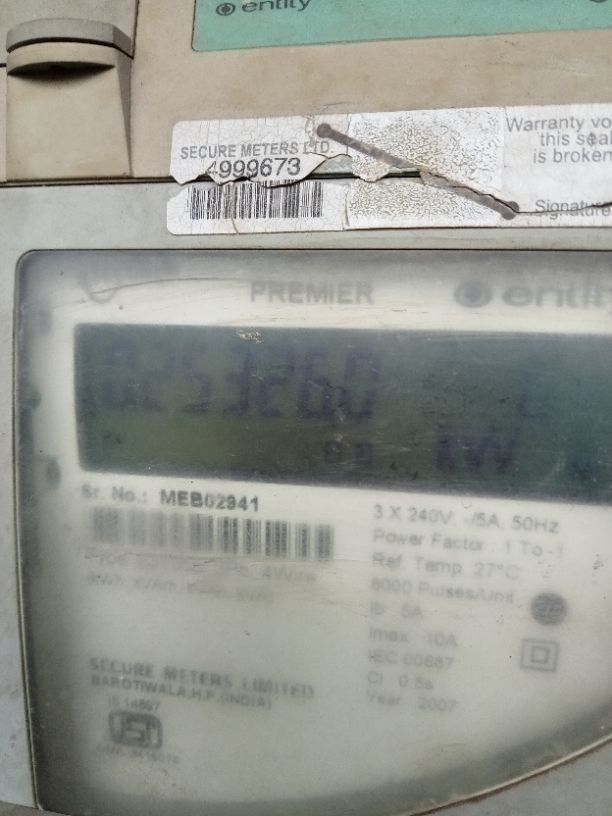 entity
SECURE METERS LTD.
4999673
Warranty vo
this seal
is broken
Signature
PREMIER
entity
kW
Sr. No.: MEB02941
3 X 240V, -/5A, 50Hz
Power Factor : 1 To -1
Ref. Temp. 27°C
8000 Pulses/Unit
4Wire
Ib 5A
Imax 10A
IEC 60687
Cl 0.5s
Year 2007
SECURE METERS LIMITED
BAROTIWALA, H.P. (INDIA)